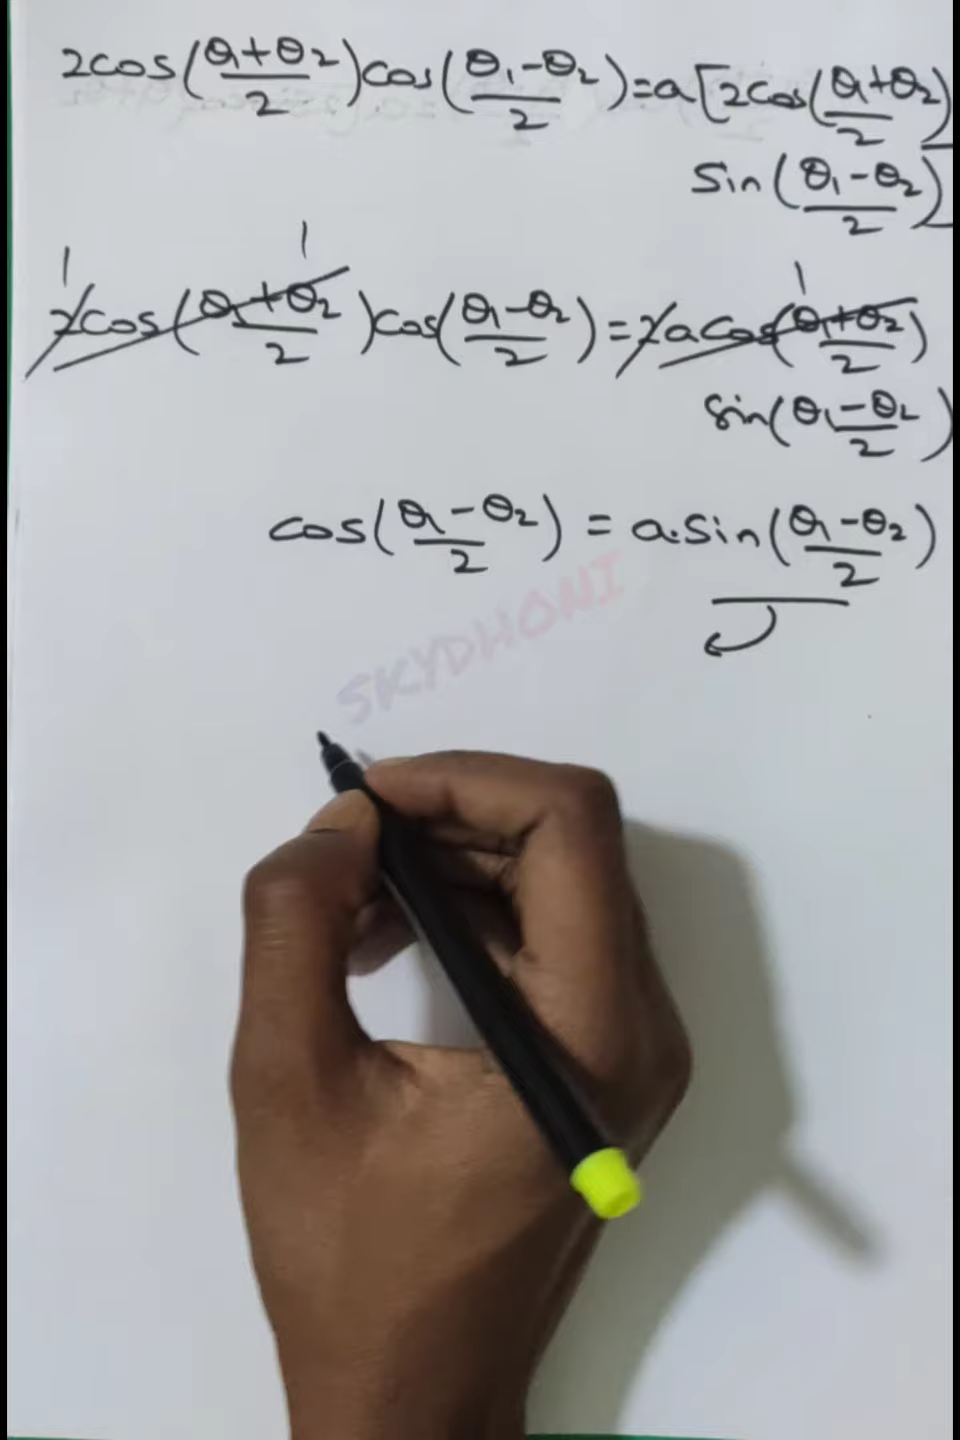 2cos(θ₁+θ₂/2)cos(θ₁-θ₂/2)=a[2cos(θ₁+θ₂/2)
sin(θ₁-θ₂/2)]
1 1 1
2cos(θ₁+θ₂/2)cos(θ₁-θ₂/2)=2acos(θ₁+θ₂/2)
sin(θ₁-θ₂/2)
cos(θ₁-θ₂/2) = a.sin(θ₁-θ₂/2)
SKYDHONI